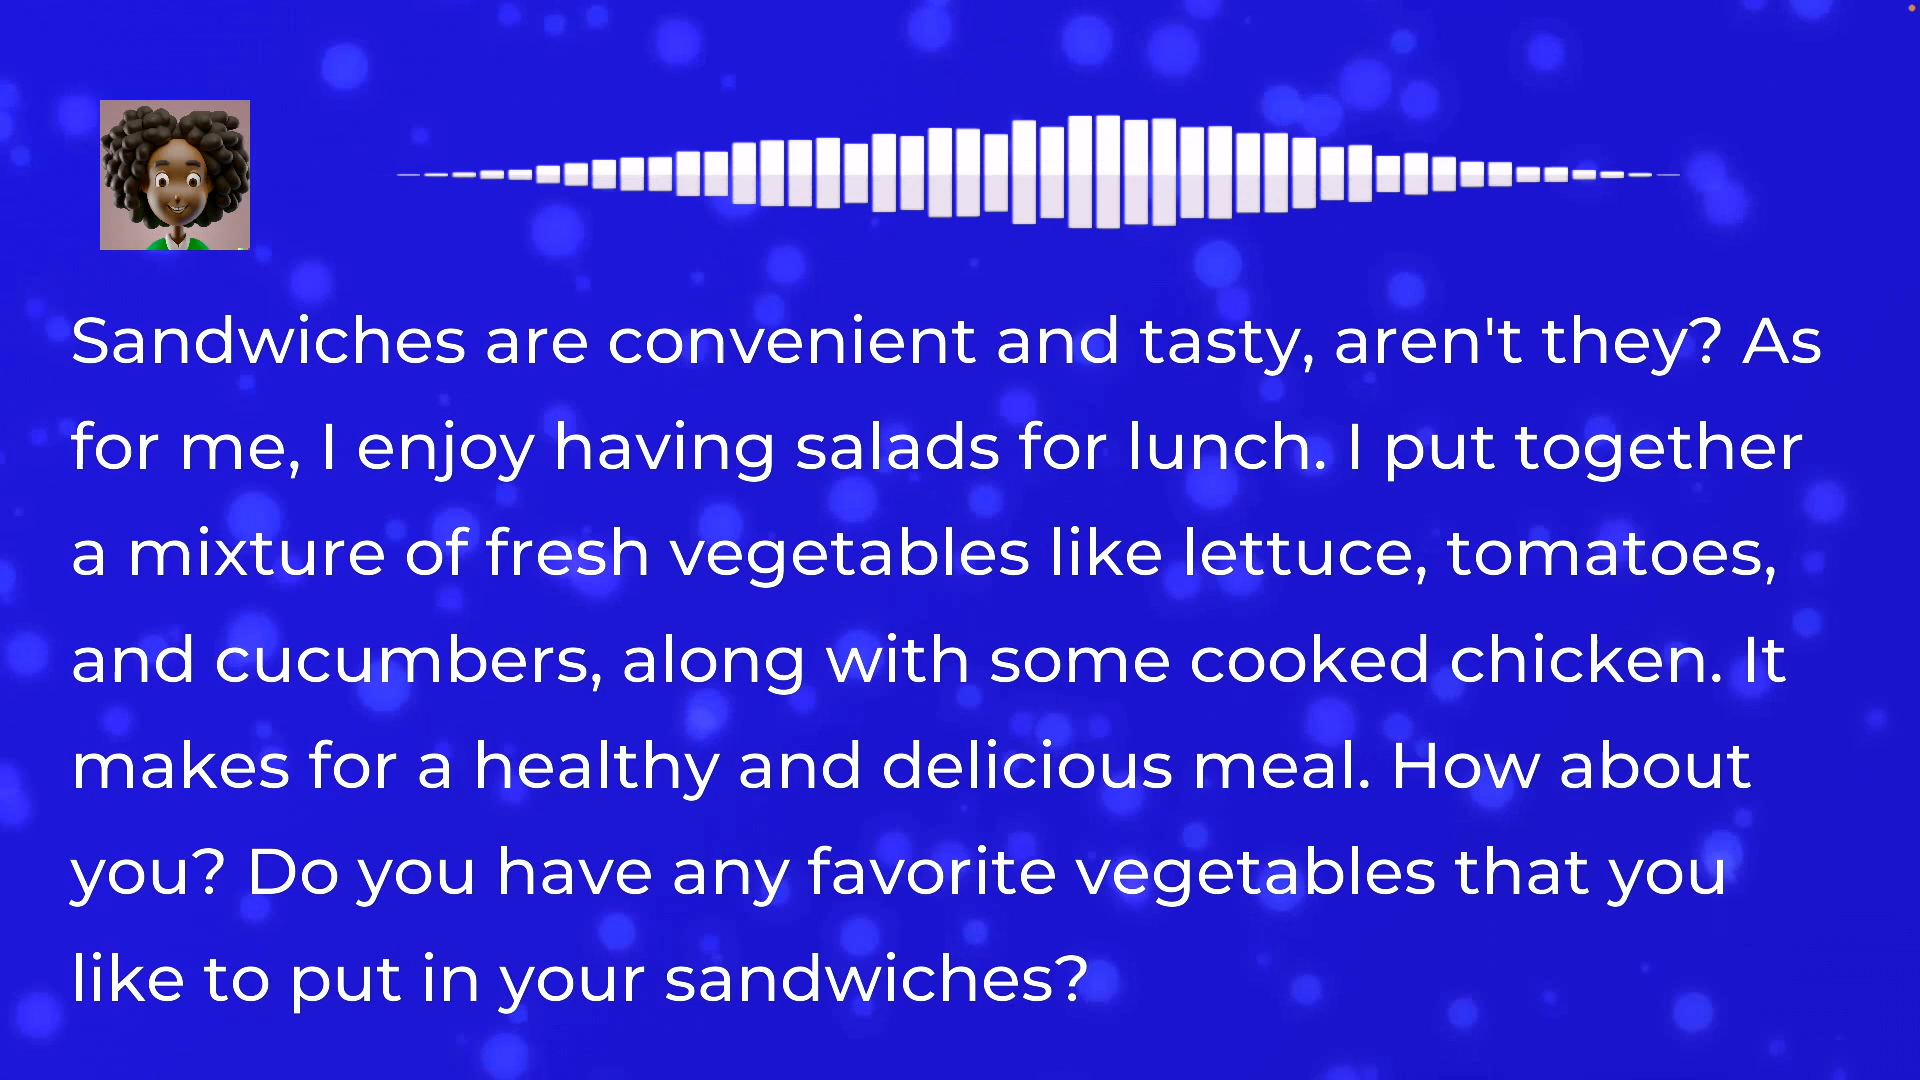 Sandwiches are convenient and tasty, aren't they? As
for me, I enjoy having salads for lunch. I put together
a mixture of fresh vegetables like lettuce, tomatoes,
and cucumbers, along with some cooked chicken. It
makes for a healthy and delicious meal. How about
you? Do you have any favorite vegetables that you
like to put in your sandwiches?